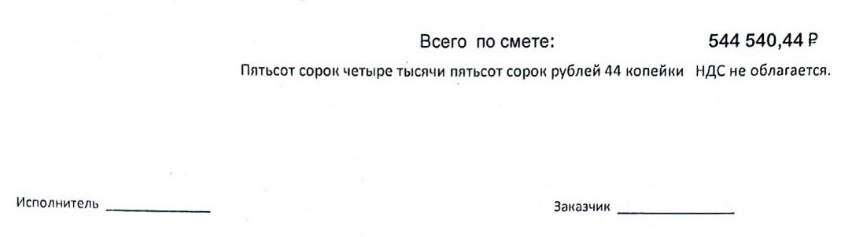 Всего по смете: 544 540,44 ₽
Пятьсот сорок четыре тысячи пятьсот сорок рублей 44 копейки НДС не облагается.
Исполнитель ____________ Заказчик ____________